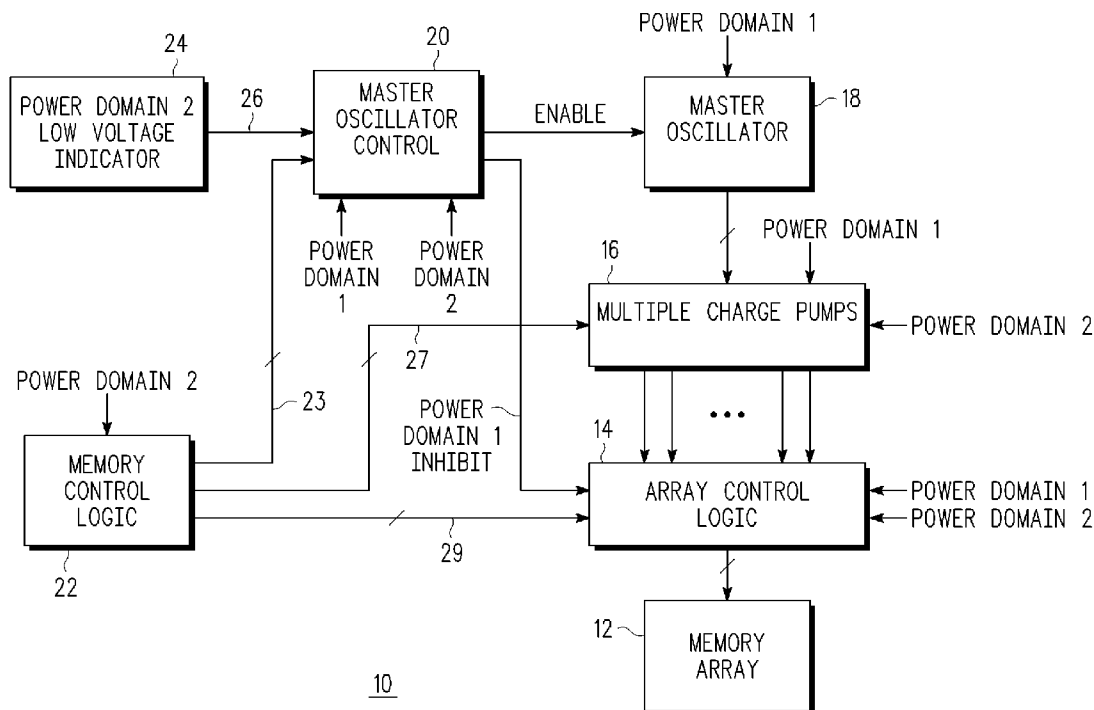 24
POWER DOMAIN 2
LOW VOLTAGE
INDICATOR
26
20
MASTER
OSCILLATOR
CONTROL
POWER
DOMAIN
1
POWER
DOMAIN
2
ENABLE
POWER DOMAIN 1
MASTER
OSCILLATOR
18
POWER DOMAIN 1
16
MULTIPLE CHARGE PUMPS
POWER DOMAIN 2
27
POWER DOMAIN 2
23
MEMORY
CONTROL
LOGIC
22
POWER
DOMAIN 1
INHIBIT
29
14
ARRAY CONTROL
LOGIC
POWER DOMAIN 1
POWER DOMAIN 2
12
MEMORY
ARRAY
10